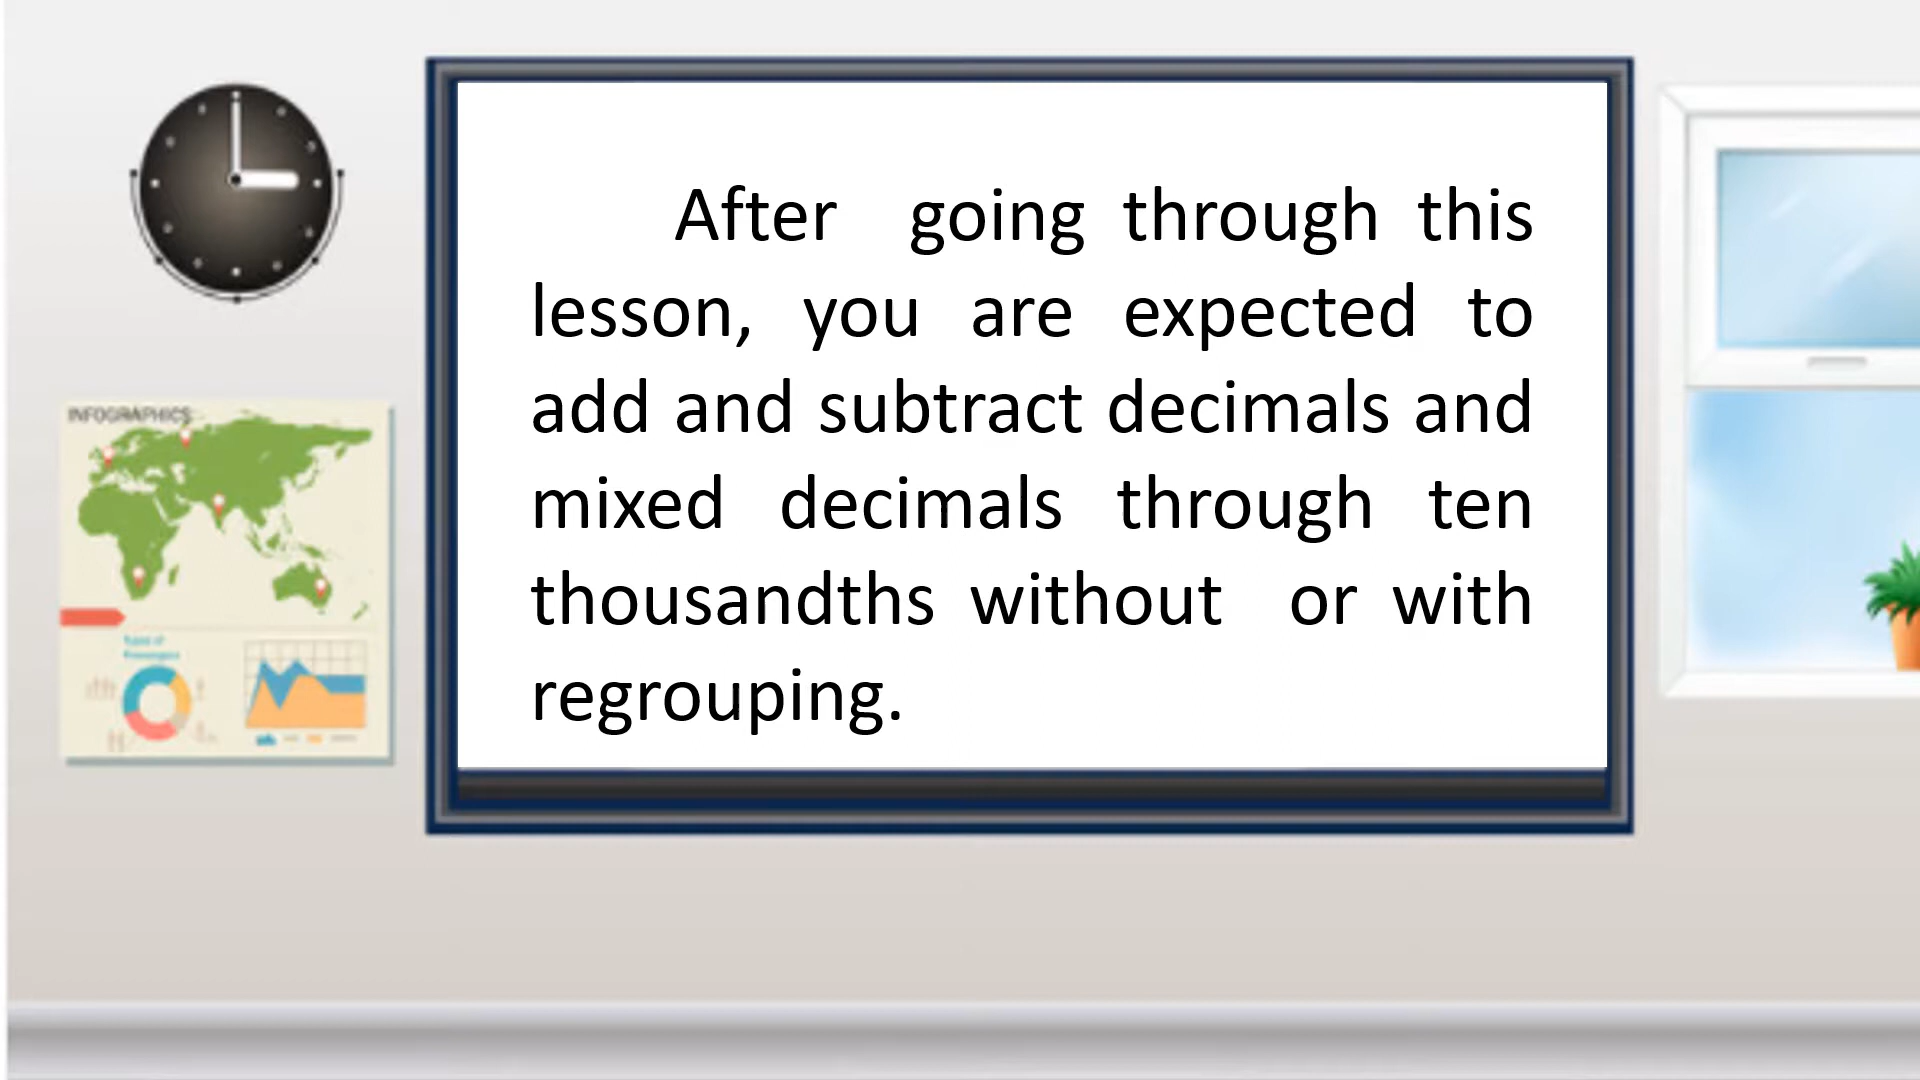 After going through this
lesson, you are expected to
add and subtract decimals and
mixed decimals through ten
thousandths without or with
regrouping.
INFOGRAPHICS